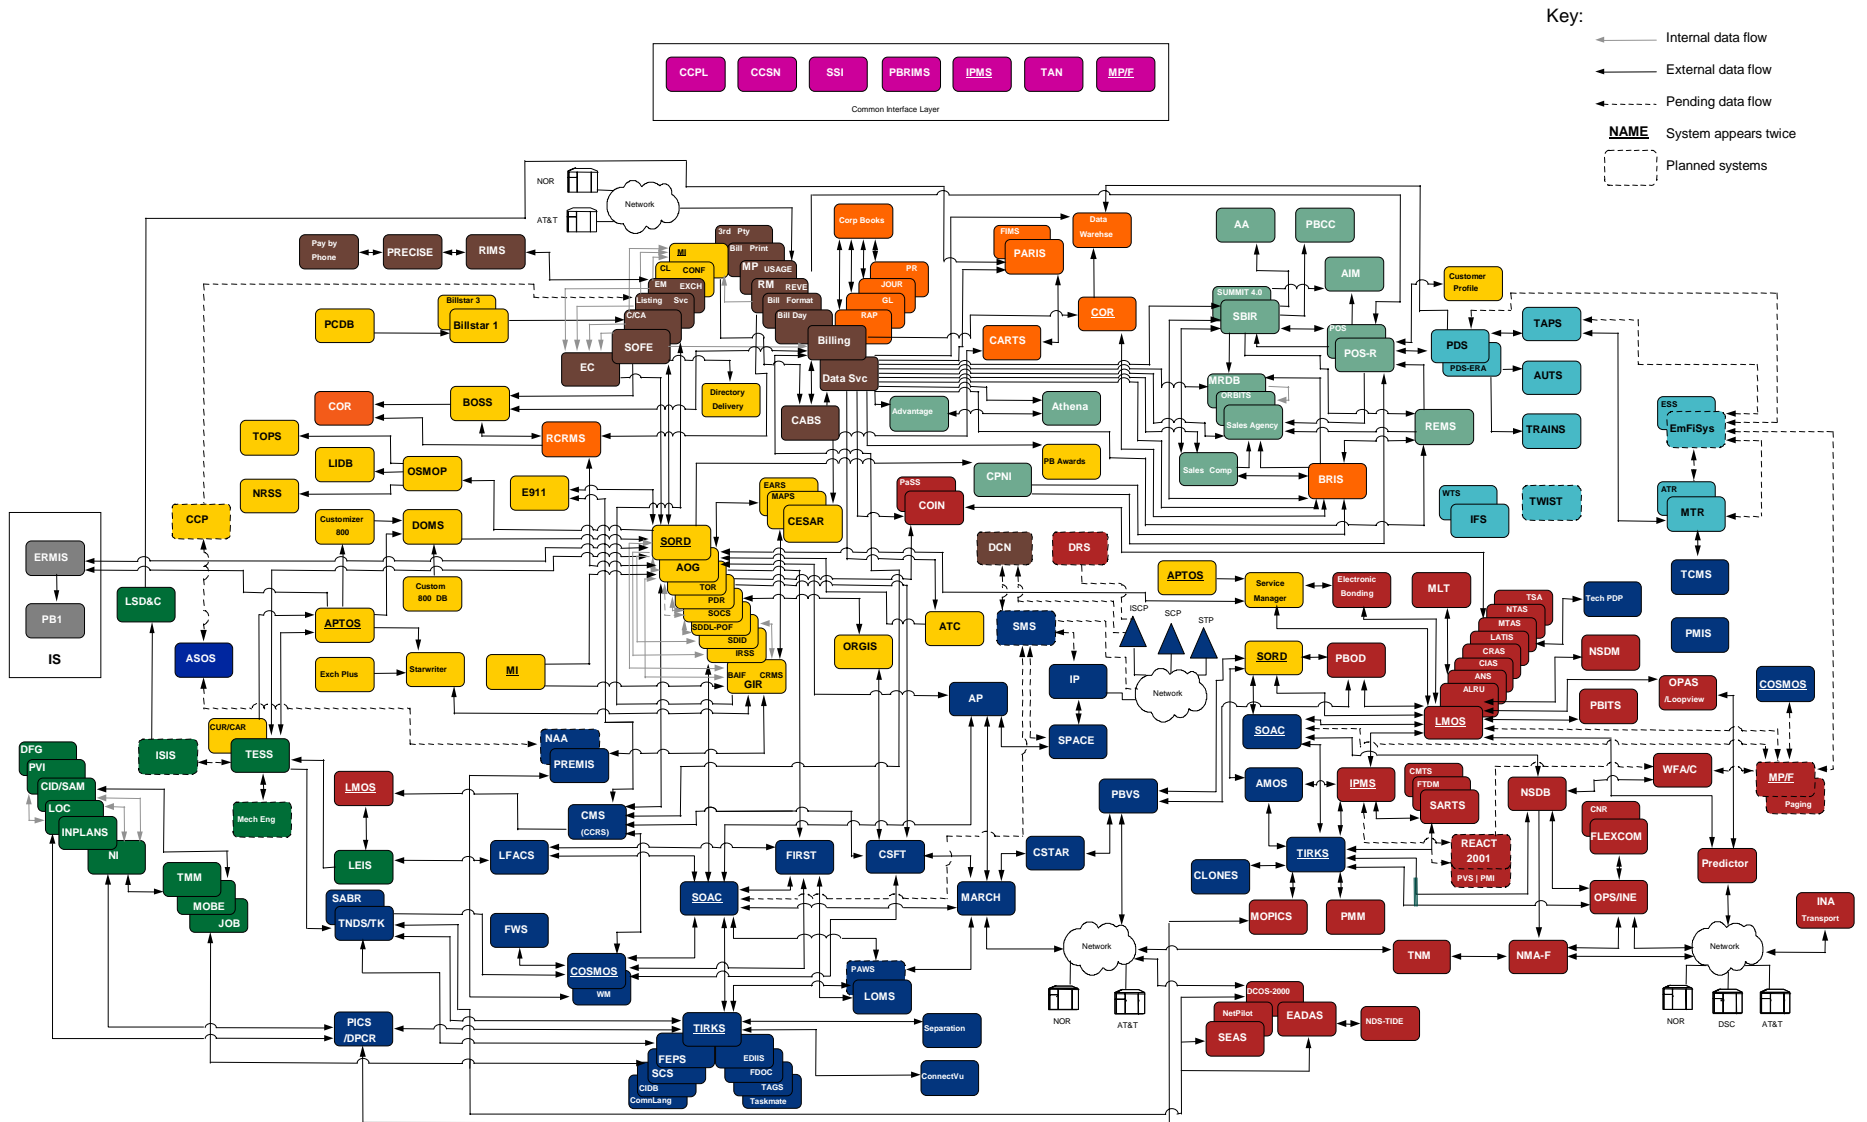 Key:
Internal data flow
External data flow
Pending data flow
NAME System appears twice
Planned systems
CCPL CCSN SSI PBRIMS IPMS TAN MP/F
Common Interface Layer
NOR
AT&T
Network
Pay by
Phone
PRECISE
RIMS
MI
CL CONF
EM EXCH
Listing Svc
C/CA
SOFE
EC
3rd Pty
Bill Print
MP USAGE
RM REVE
Bill Format
Bill Day
Billing
Data Svc
CABS
Corp Books
PR
JOUR
GL
RAP
FIMS
PARIS
Data
Warehse
COR
CARTS
AA
PBCC
AIM
SUMMIT 4.0
SBIR
POS
POS-R
Customer
Profile
PDS
PDS-ERA
TAPS
AUTS
TRAINS
ESS
EmFiSys
PCDB
Billstar 3
Billstar 1
COR
BOSS
Directory
Delivery
Advantage
Athena
MRDB
ORBITS
Sales Agency
REMS
Sales Comp
BRIS
TOPS
LIDB
NRSS
OSMOP
RCRMS
E911
PB Awards
CPNI
EARS
MAPS
CESAR
PaSS
COIN
WTS
IFS
TWIST
ATR
MTR
TCMS
PMIS
CCP
Customizer
800
DOMS
Custom
800 DB
ERMIS
PB1
IS
LSD&C
ASOS
APTOS
Exch Plus
Starwriter
MI
SORD
AOG
TOR
PDR
SOCS
SDDL-POF
SDID
IRSS
BAIF CRMS
GIR
ORGIS
ATC
DCN
DRS
SMS
ISCP
SCP
STP
Network
IP
SPACE
AP
APTOS
Service
Manager
Electronic
Bonding
MLT
SORD
PBOD
SOAC
TSA
NTAS
MTAS
LATIS
CRAS
CIAS
ANS
ALRU
LMOS
Tech PDP
NSDM
PBITS
OPAS
/Loopview
COSMOS
WFA/C
MP/F
Paging
CUR/CAR
TESS
ISIS
Mech Eng
DFG
PVI
CID/SAM
LOC
INPLANS
NI
TMM
MOBE
JOB
LMOS
LEIS
NAA
PREMIS
CMS
(CCRS)
LFACS
FIRST
CSFT
CSTAR
PBVS
AMOS
IPMS
CMTS
FTDM
SARTS
NSDB
CNR
FLEXCOM
TIRKS
REACT
2001
PVS | PMI
CLONES
Predictor
OPS/INE
MOPICS
PMM
INA
Transport
SABR
TNDS/TK
SOAC
MARCH
FWS
COSMOS
WM
PAWS
LOMS
Network
NOR
AT&T
TNM
NMA-F
Network
NOR
DSC
AT&T
PICS
/DPCR
TIRKS
FEPS
SCS
CIDB
ComnLang
EDIIS
FDOC
TAGS
Taskmate
Separation
ConnectVu
DCOS-2000
NetPilot
EADAS
SEAS
NDS-TIDE